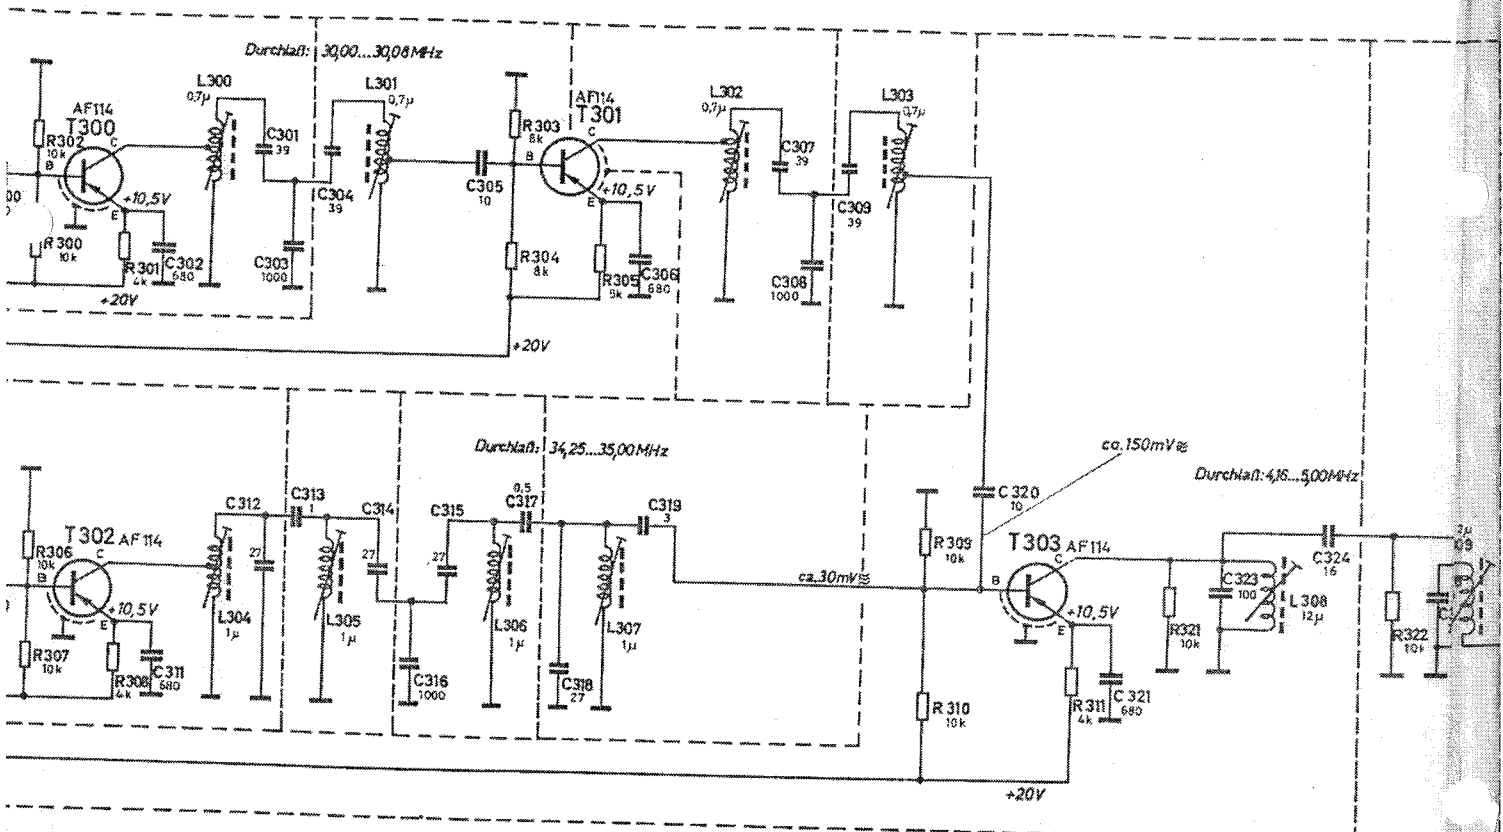 Durchlaß: 30,00...30,08MHz
AF114
T300
C
B
E
R302
10k
+10,5V
R300
10k
R301
4k
C302
680
+20V
L300
0,7µ
C301
39
C303
1000
C304
39
L301
0,7µ
C305
10
R303
8k
AF114
T301
C
B
E
+10,5V
R304
8k
R305
5k
C306
680
+20V
L302
0,7µ
C307
39
C308
1000
C309
39
L303
0,7µ
Durchlaß: 34,25...35,00MHz
T302 AF114
C
B
E
R306
10k
+10,5V
R307
10k
R308
4k
C311
680
C312
27
L304
1µ
C313
1
L305
1µ
C314
27
C316
1000
C315
27
L306
1µ
0,5
C317
C318
27
L307
1µ
C319
3
ca.30mV≅
ca.150mV≅
C320
10
R309
10k
R310
10k
T303 AF114
C
B
E
+10,5V
R311
4k
C321
680
+20V
Durchlaß:4,16...5,00MHz
R321
10k
C323
100
L308
12µ
C324
16
R322
10k
2µ
09